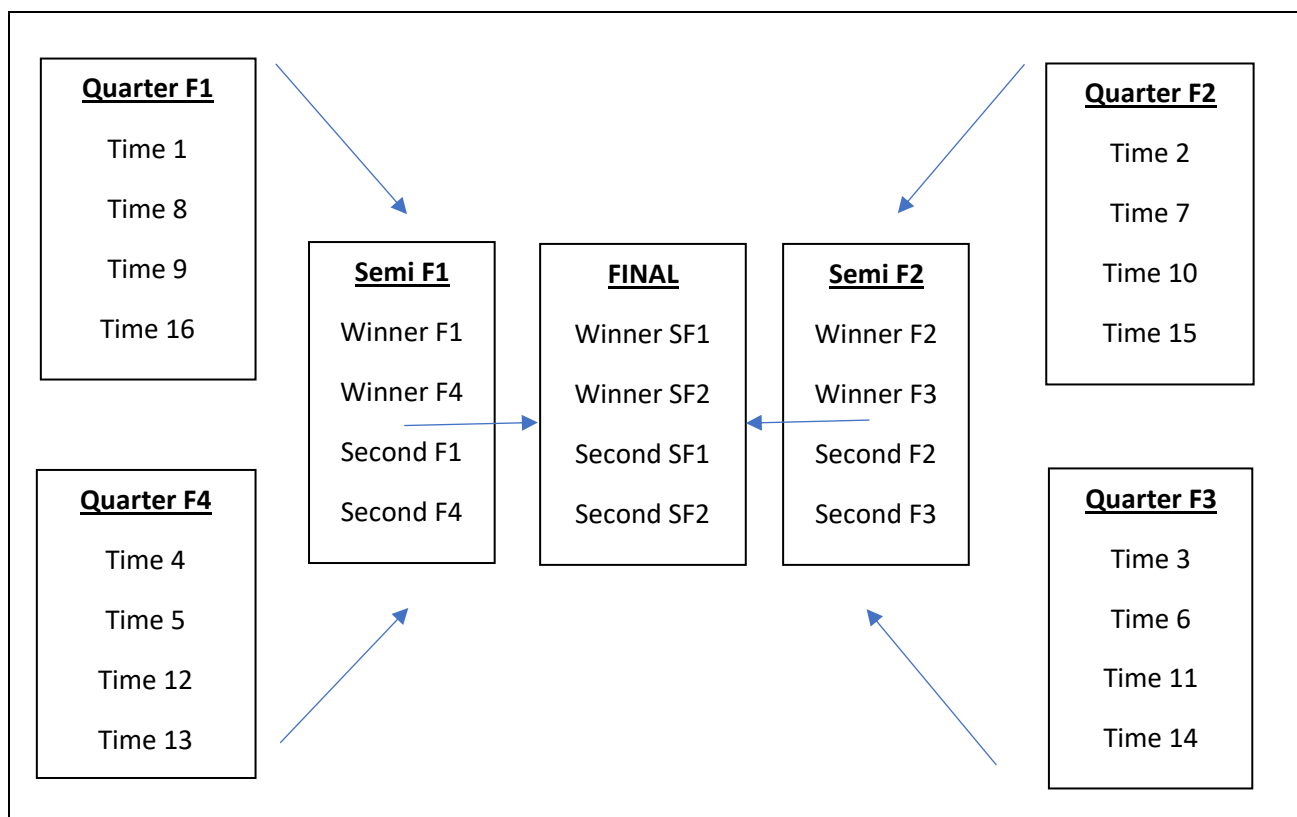 Quarter F1
Time 1
Time 8
Time 9
Time 16
Quarter F2
Time 2
Time 7
Time 10
Time 15
Semi F1
Winner F1
Winner F4
Second F1
Second F4
FINAL
Winner SF1
Winner SF2
Second SF1
Second SF2
Semi F2
Winner F2
Winner F3
Second F2
Second F3
Quarter F4
Time 4
Time 5
Time 12
Time 13
Quarter F3
Time 3
Time 6
Time 11
Time 14